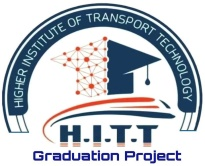 HIGHER INSTITUTE OF TRANSPORT TECHNOLOGY
H.I.T.T
Graduation Project